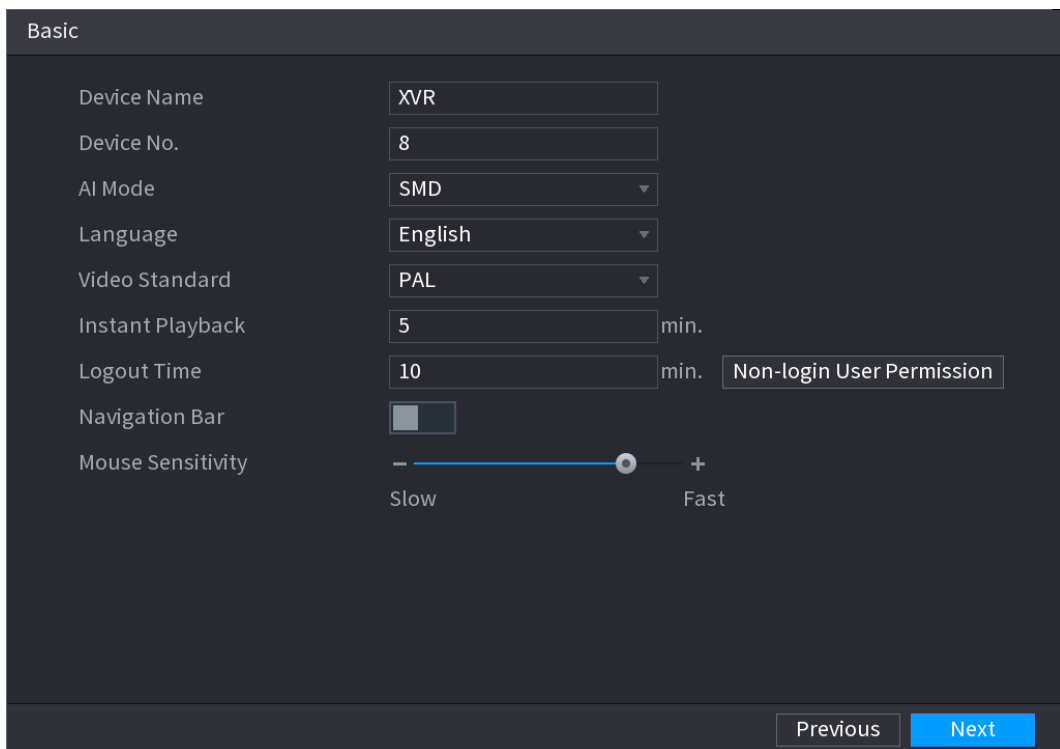 Basic
Device Name XVR
Device No. 8
AI Mode SMD
Language English
Video Standard PAL
Instant Playback 5 min.
Logout Time 10 min. Non-login User Permission
Navigation Bar
Mouse Sensitivity − +
Slow Fast
Previous Next